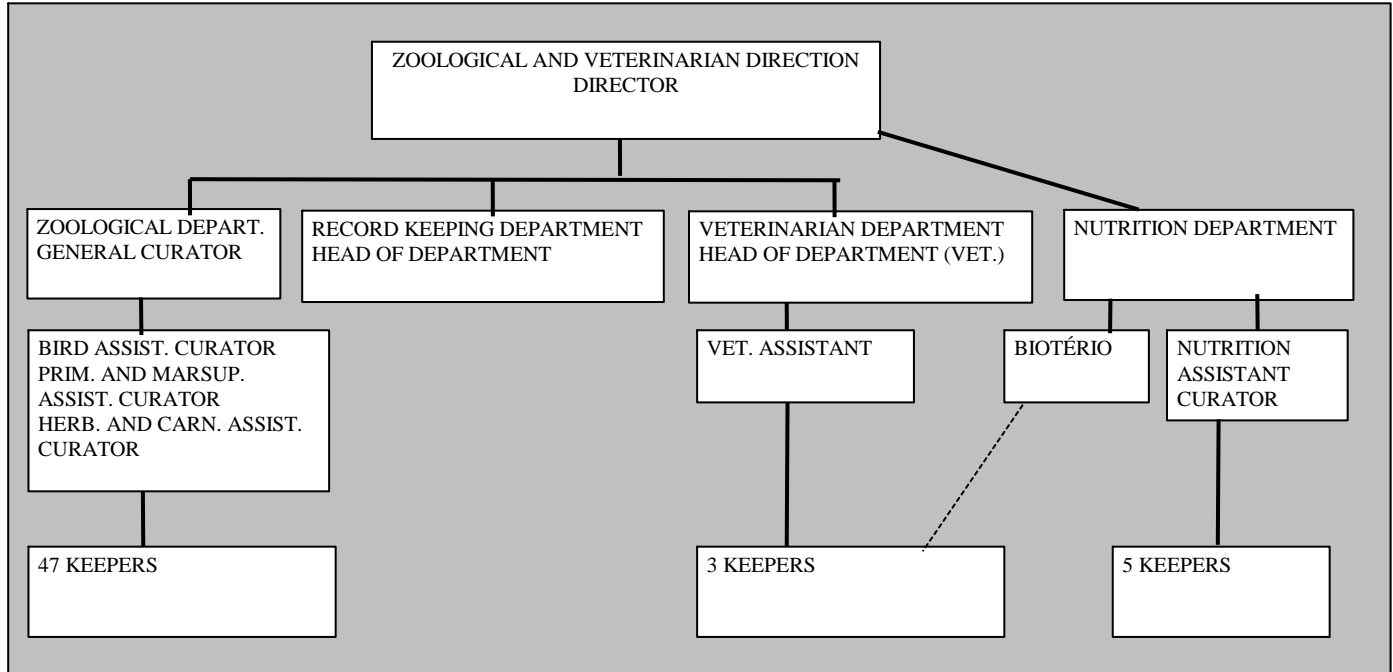 ZOOLOGICAL AND VETERINARIAN DIRECTION
DIRECTOR
ZOOLOGICAL DEPART.
GENERAL CURATOR
RECORD KEEPING DEPARTMENT
HEAD OF DEPARTMENT
VETERINARIAN DEPARTMENT
HEAD OF DEPARTMENT (VET.)
NUTRITION DEPARTMENT
BIRD ASSIST. CURATOR
PRIM. AND MARSUP.
ASSIST. CURATOR
HERB. AND CARN. ASSIST.
CURATOR
VET. ASSISTANT
BIOTÉRIO
NUTRITION
ASSISTANT
CURATOR
47 KEEPERS
3 KEEPERS
5 KEEPERS